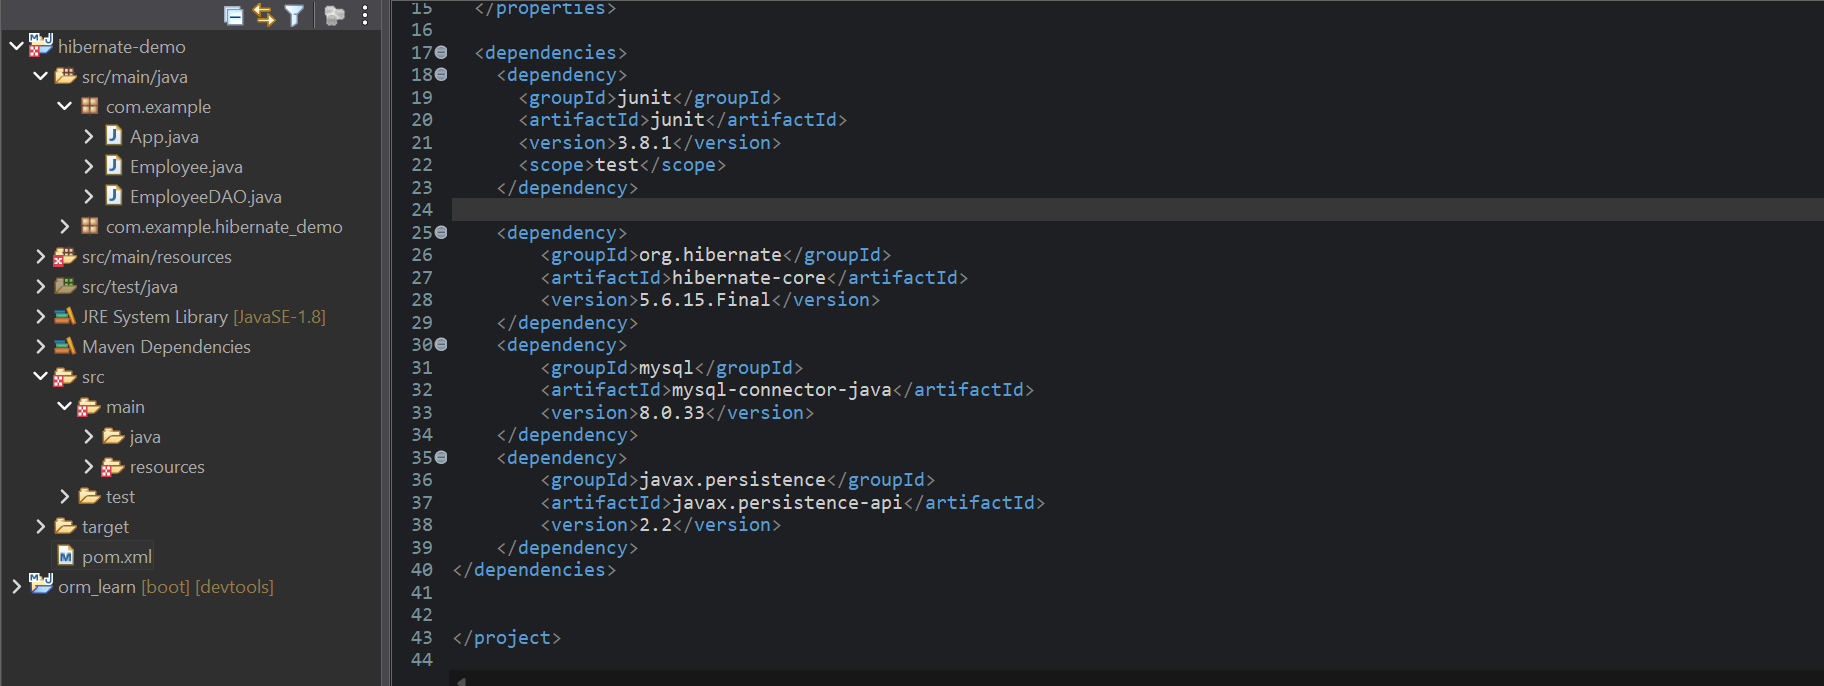 hibernate-demo
src/main/java
com.example
App.java
Employee.java
EmployeeDAO.java
com.example.hibernate_demo
src/main/resources
src/test/java
JRE System Library [JavaSE-1.8]
Maven Dependencies
src
main
java
resources
test
target
pom.xml
orm_learn [boot] [devtools]
15 </properties>
16
17 <dependencies>
18 <dependency>
19 <groupId>junit</groupId>
20 <artifactId>junit</artifactId>
21 <version>3.8.1</version>
22 <scope>test</scope>
23 </dependency>
24
25 <dependency>
26 <groupId>org.hibernate</groupId>
27 <artifactId>hibernate-core</artifactId>
28 <version>5.6.15.Final</version>
29 </dependency>
30 <dependency>
31 <groupId>mysql</groupId>
32 <artifactId>mysql-connector-java</artifactId>
33 <version>8.0.33</version>
34 </dependency>
35 <dependency>
36 <groupId>javax.persistence</groupId>
37 <artifactId>javax.persistence-api</artifactId>
38 <version>2.2</version>
39 </dependency>
40 </dependencies>
41
42
43 </project>
44